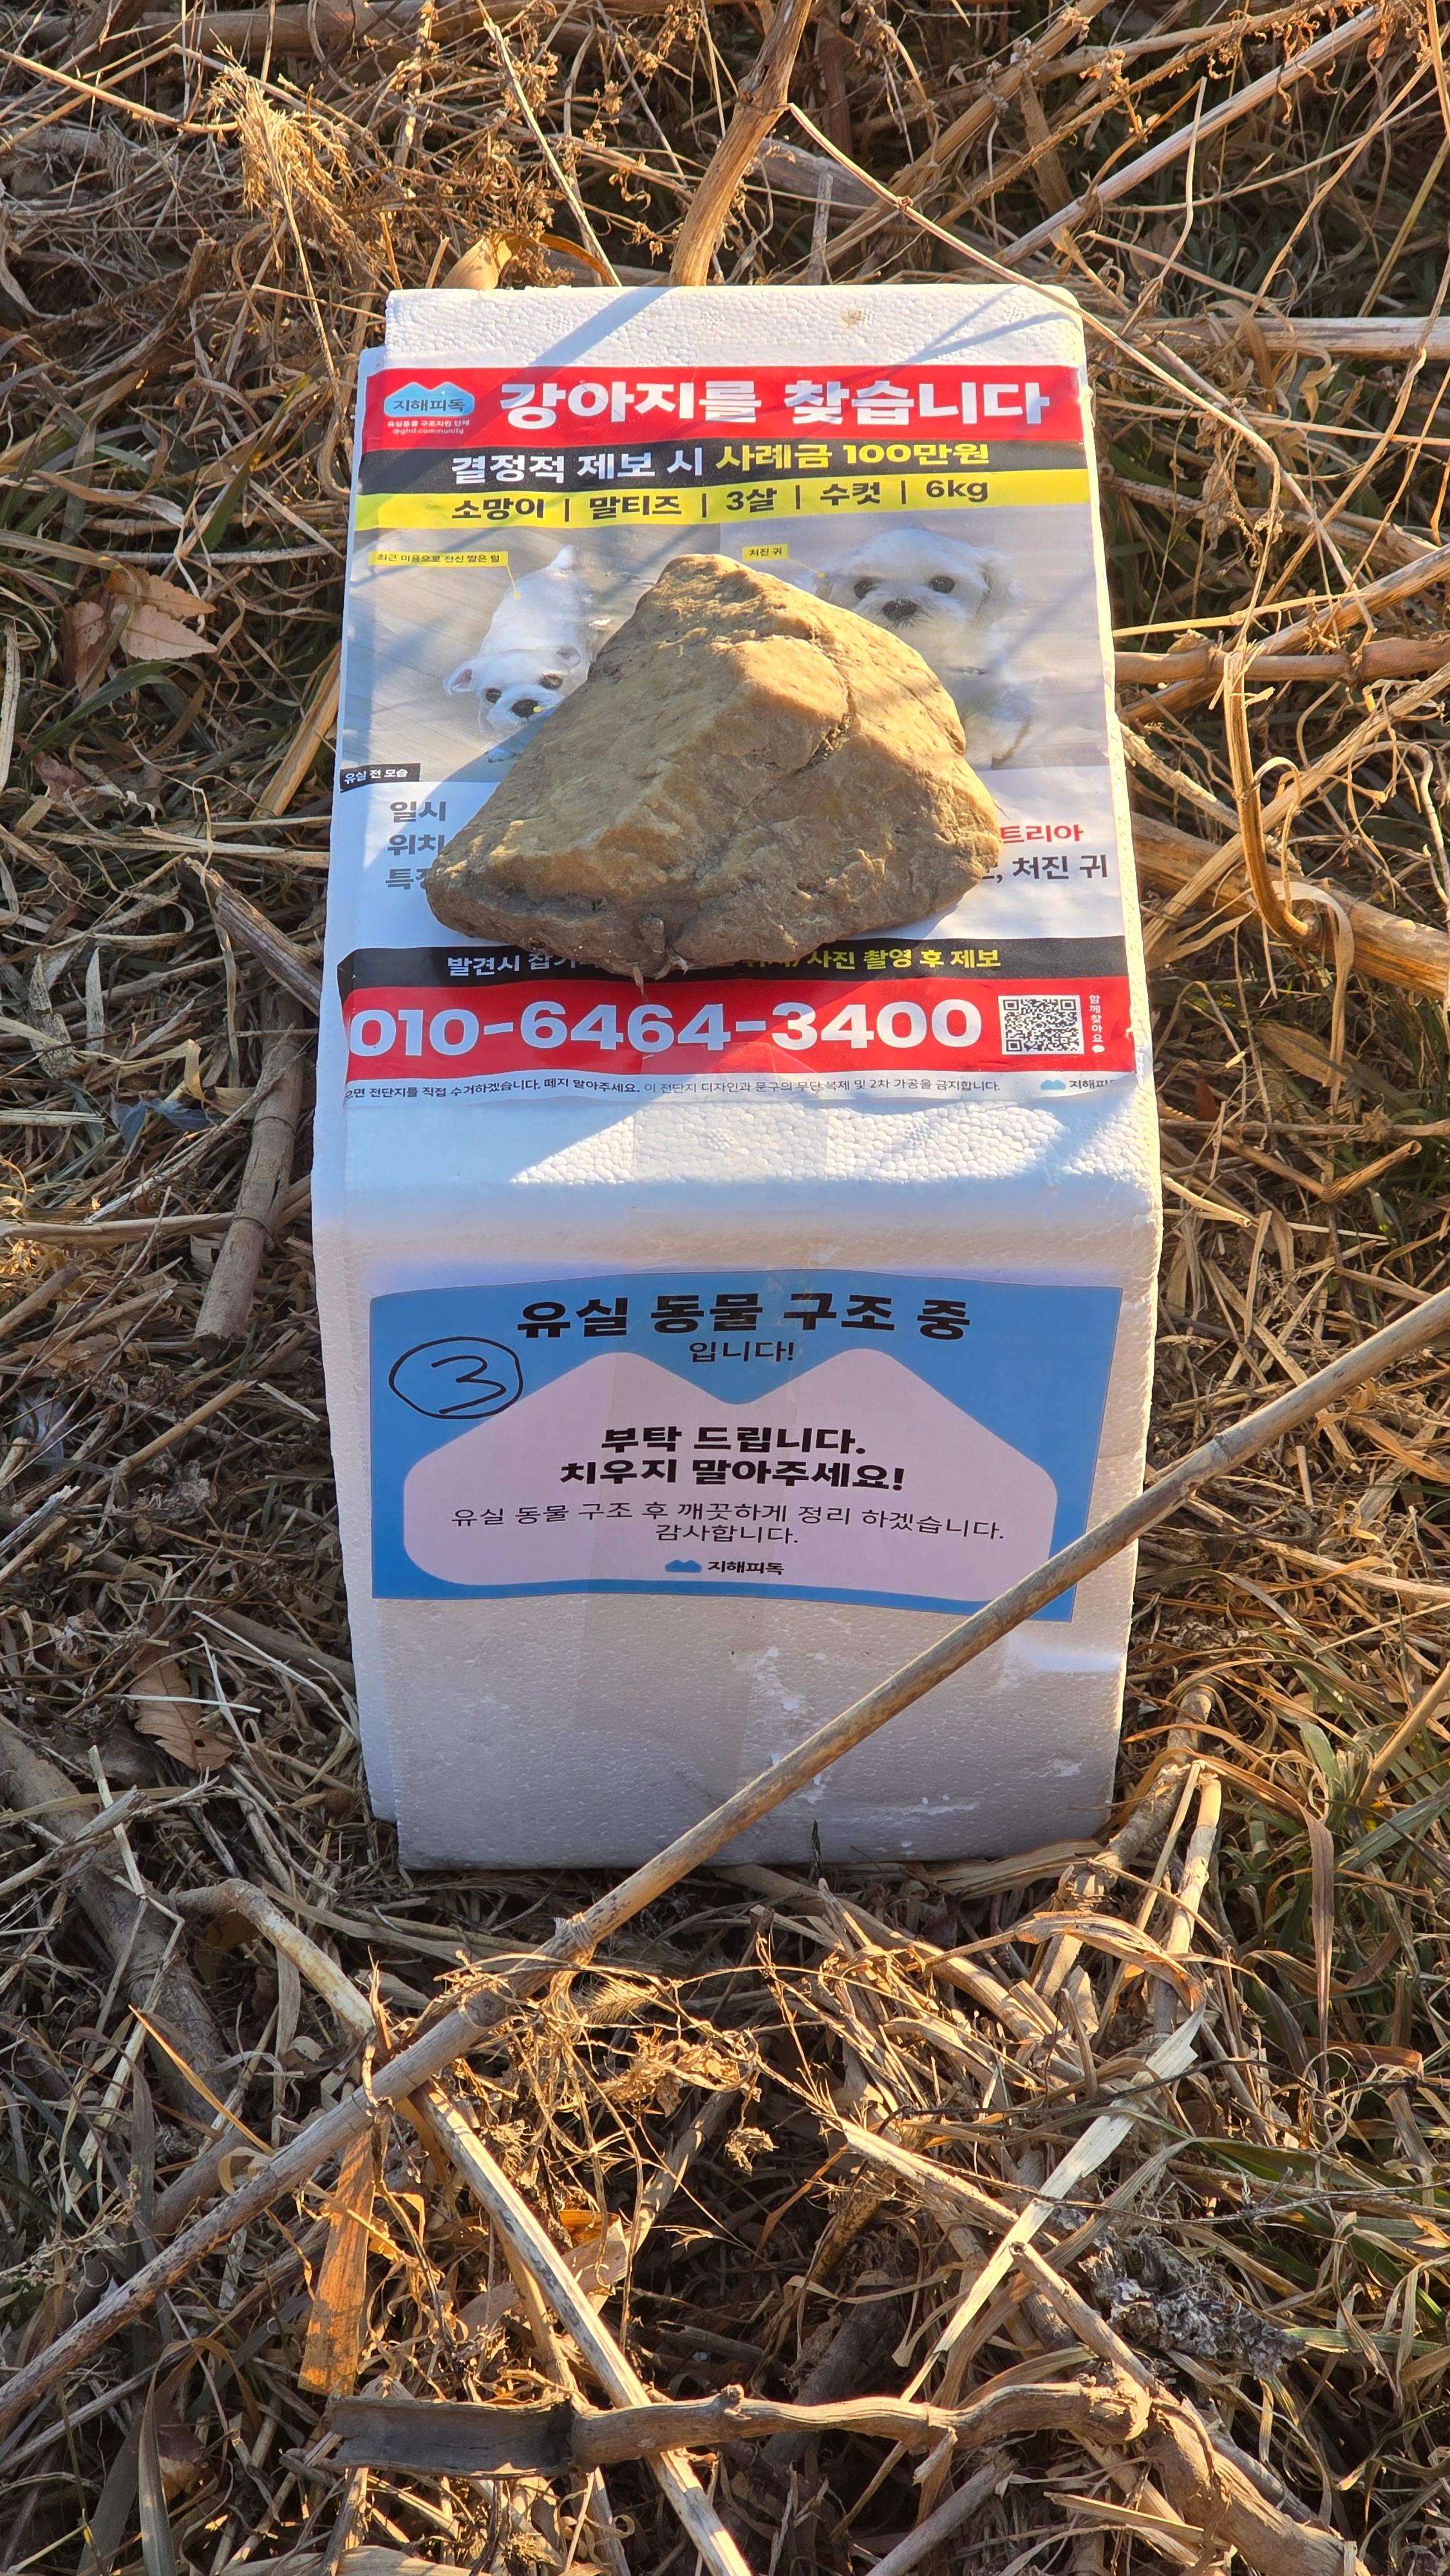 지해피독
유실동물 구조지원 단체
@ghd.community
강아지를 찾습니다
결정적 제보 시 사례금 100만원
소망이 | 말티즈 | 3살 | 수컷 | 6kg
최근 미용으로 전신 짧은 털
처진 귀
유실 전 모습
일시
위치
트리아
처진 귀
발견시
사진 촬영 후 제보
010-6464-3400
함께찾아요
전단지를 직접 수거하겠습니다. 떼지 말아주세요. 이 전단지 디자인과 문구의 무단 복제 및 2차 가공을 금지합니다.
유실 동물 구조 중
입니다!
3
부탁 드립니다.
치우지 말아주세요!
유실 동물 구조 후 깨끗하게 정리 하겠습니다.
감사합니다.
지해피독